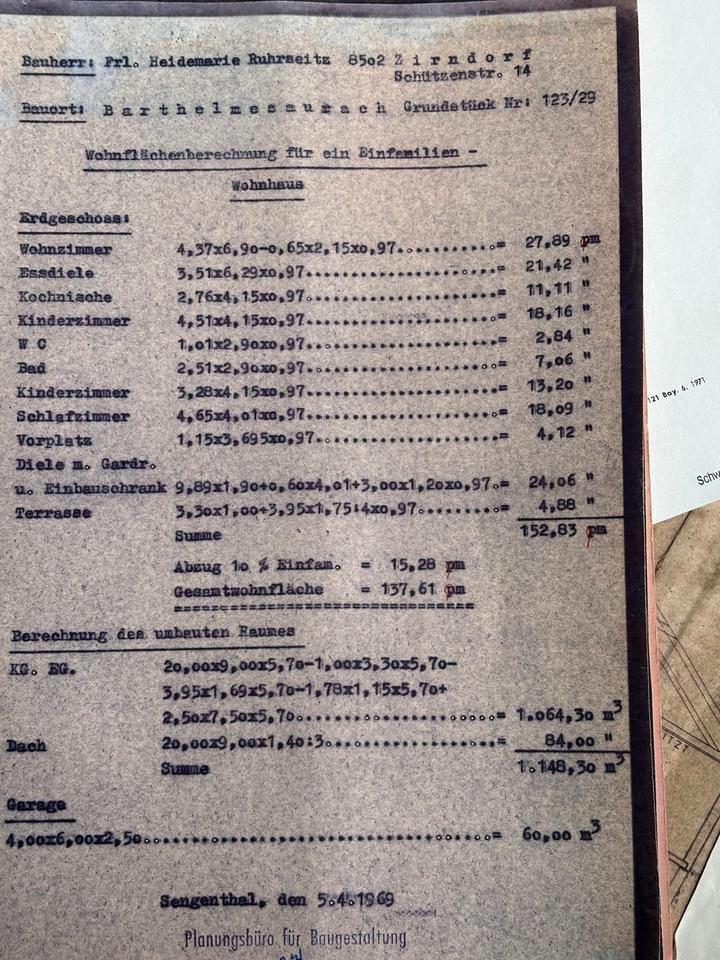 Bauherr: Frl. Heidemarie Ruhrseitz 8502 Z i r n d o r f
Schützenstr. 14
Bauort: B a r t h e l m e s a u r a c h Grundstück Nr: 123/29
Wohnflächenberechnung für ein Einfamilien -
Wohnhaus
Erdgeschoss:
Wohnzimmer 4,37x6,90-0,65x2,15x0,97..........= 27,89 qm
Essdiele 3,51x6,29x0,97....................= 21,42 "
Kochnische 2,76x4,15x0,97....................= 11,11 "
Kinderzimmer 4,51x4,15x0,97....................= 18,16 "
W C 1,01x2,90x0,97....................= 2,84 "
Bad 2,51x2,90x0,97....................= 7,06 "
Kinderzimmer 3,28x4,15x0,97....................= 13,20 "
Schlafzimmer 4,65x4,01x0,97....................= 18,09 "
Vorplatz 1,15x3,695x0,97...................= 4,12 "
Diele m. Gardr.
u. Einbauschrank 9,89x1,90+0,60x4,01+3,00x1,20x0,97.= 24,06 "
Terrasse 3,30x1,00+3,95x1,75:4x0,97.........= 4,88 "
Summe 152,83 qm
Abzug 10 % Einfam. = 15,28 qm
Gesamtwohnfläche = 137,61 qm
Berechnung des umbauten Raumes
KG. EG. 20,00x9,00x5,70-1,00x3,30x5,70-
3,95x1,69x5,70-1,78x1,15x5,70+
2,50x7,50x5,70.....................= 1.064,30 m³
Dach 20,00x9,00x1,40:3..................= 84,00 "
Summe 1.148,30 m³
Garage
4,00x6,00x2,50....................................= 60,00 m³
Sengenthal, den 5.4.1969
Planungsbüro für Baugestaltung
121 Bay. 6. 1971
Schw